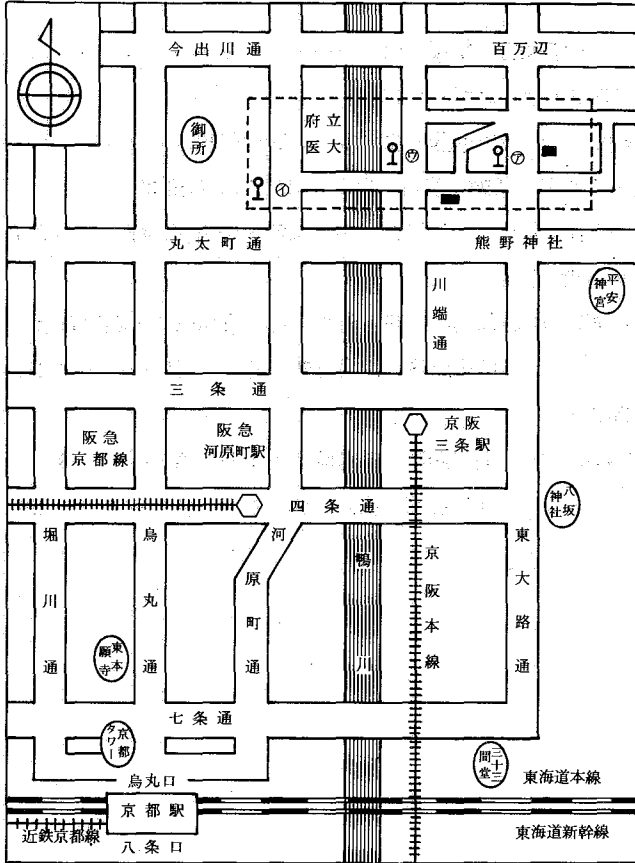 今出川通
百万辺
御所
府立
医大
㋒
㋐
㋑
丸太町通
熊野神社
平安
神宮
川端通
三条通
阪急
京都線
阪急
河原町駅
京阪
三条駅
四条通
八坂
神社
堀川通
烏丸通
河原町通
鴨川
京阪本線
東大路通
東本
願寺
七条通
京都
タワー
三十三
間堂
烏丸口
東海道本線
京都駅
近鉄京都線
東海道新幹線
八条口